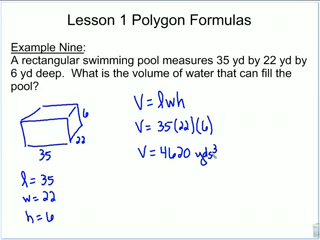 Lesson 1 Polygon Formulas
Example Nine:
A rectangular swimming pool measures 35 yd by 22 yd by
6 yd deep.  What is the volume of water that can fill the
pool?
6
22
35
l = 35
w = 22
h = 6
V = lwh
V = 35(22)(6)
V = 4620 yds³